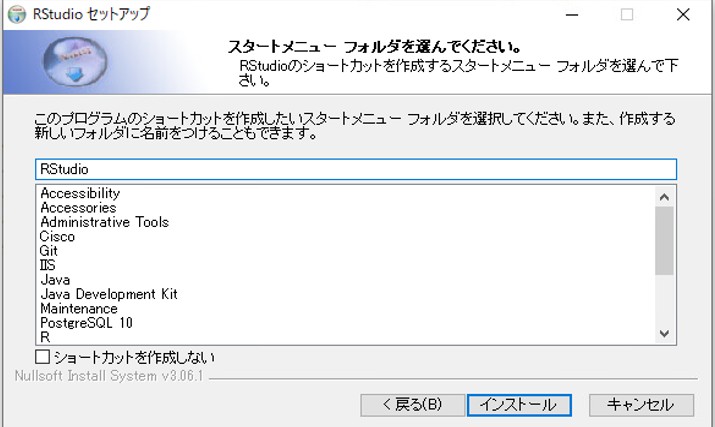 RStudio セットアップ
スタートメニュー フォルダを選んでください。
RStudioのショートカットを作成するスタートメニュー フォルダを選んで下
さい。
このプログラムのショートカットを作成したいスタートメニュー フォルダを選択してください。また、作成する
新しいフォルダに名前をつけることもできます。
RStudio
Accessibility
Accessories
Administrative Tools
Cisco
Git
IIS
Java
Java Development Kit
Maintenance
PostgreSQL 10
R
ショートカットを作成しない
Nullsoft Install System v3.06.1
< 戻る(B)
インストール
キャンセル